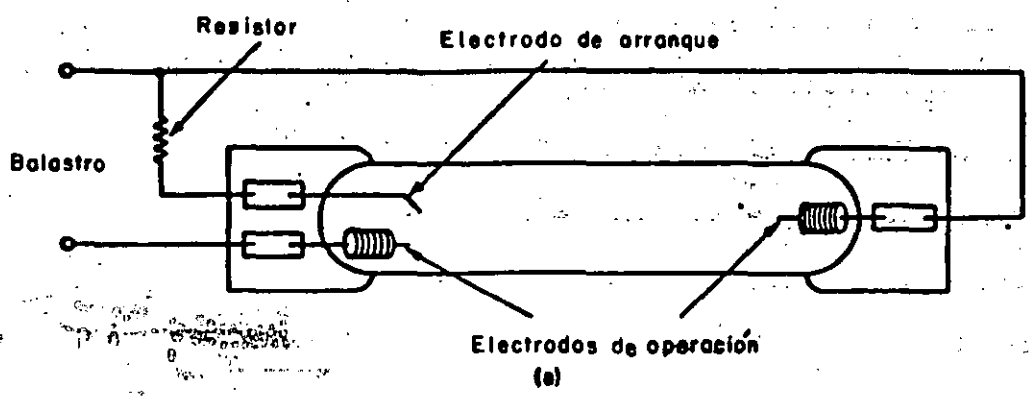 Resistor
Electrodo de arranque
Balastro
Electrodos de operación
(a)